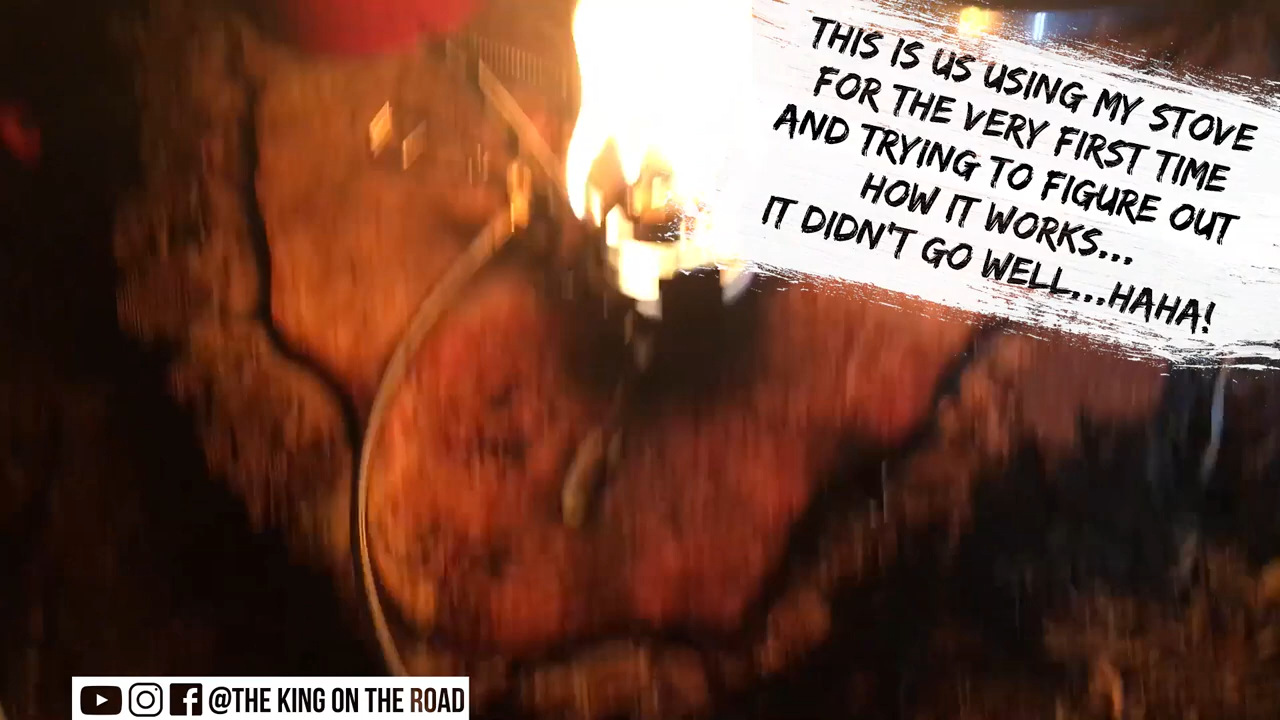 THIS IS US USING MY STOVE
FOR THE VERY FIRST TIME
AND TRYING TO FIGURE OUT
HOW IT WORKS...
IT DIDN'T GO WELL...HAHA!
@THE KING ON THE ROAD